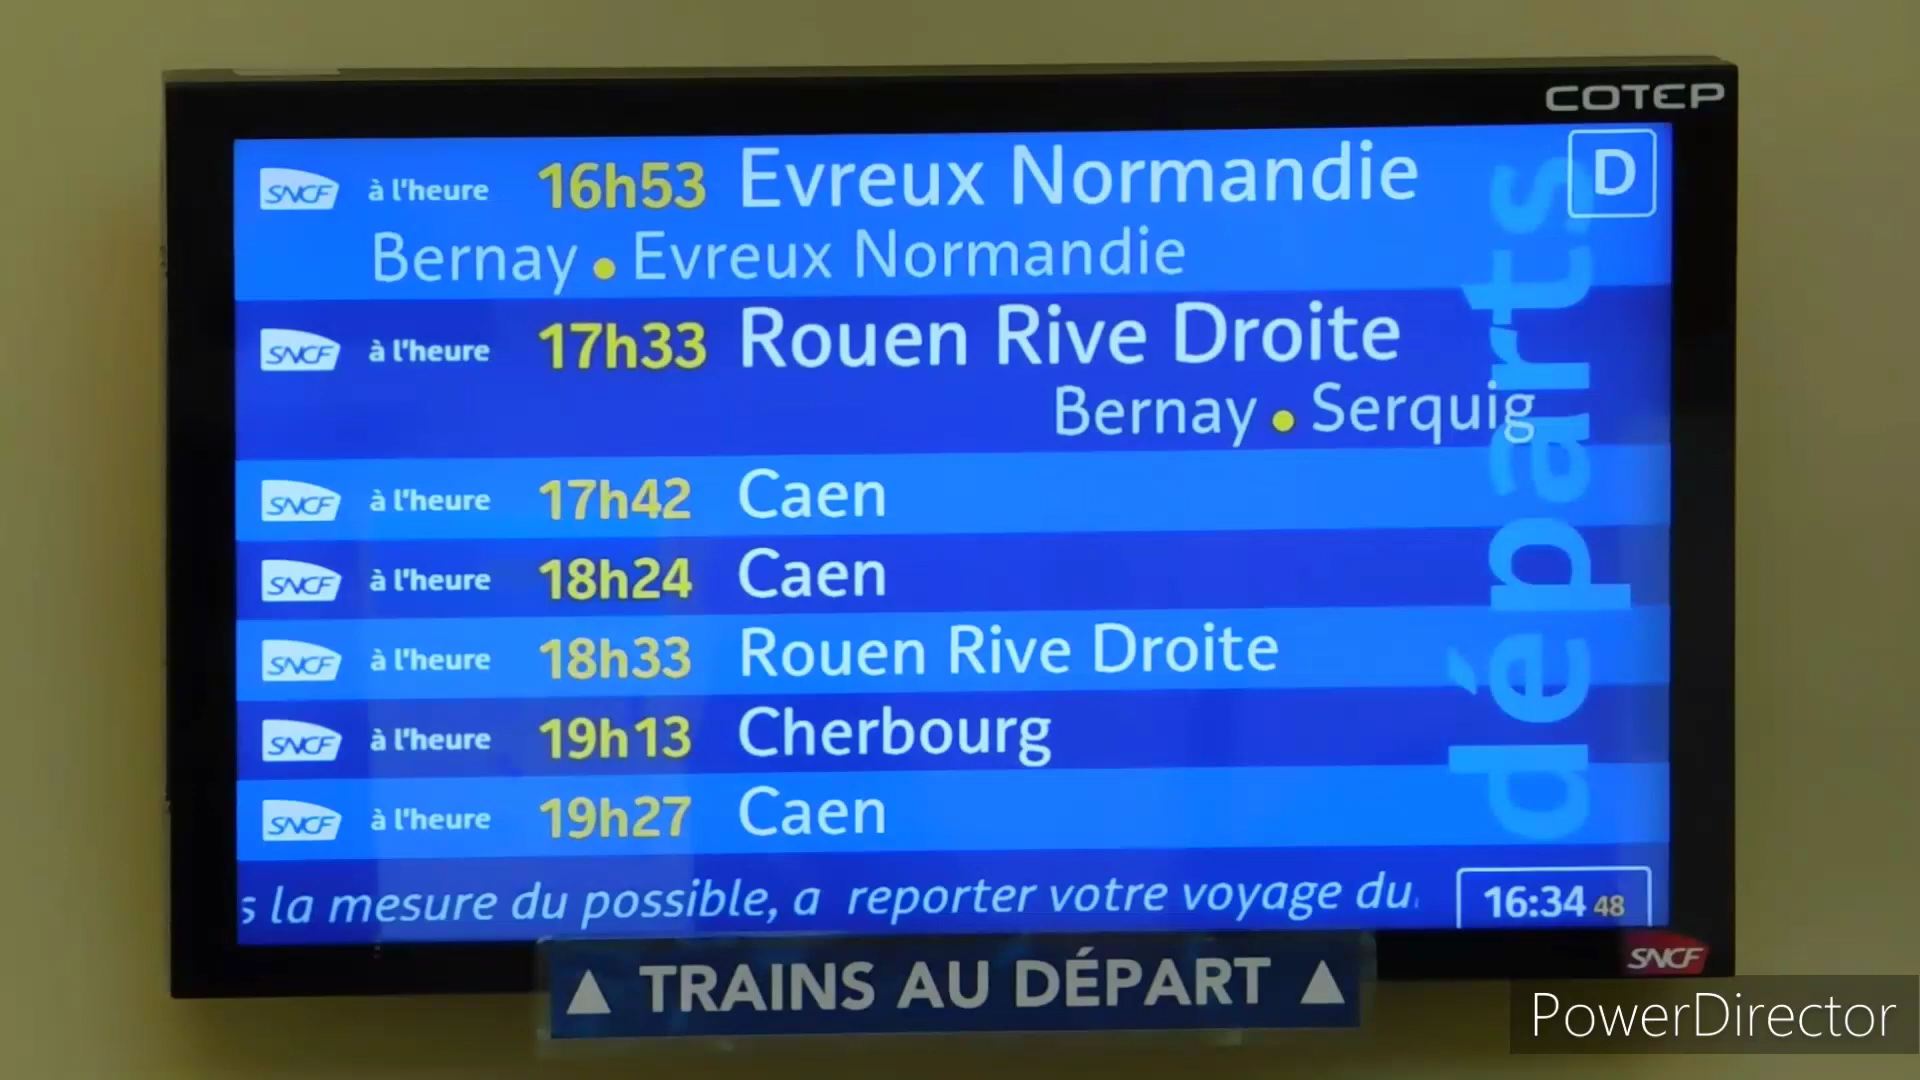 COTEP
SNCF à l'heure 16h53 Evreux Normandie D
Bernay • Evreux Normandie
SNCF à l'heure 17h33 Rouen Rive Droite
Bernay • Serquig
SNCF à l'heure 17h42 Caen
SNCF à l'heure 18h24 Caen
SNCF à l'heure 18h33 Rouen Rive Droite
SNCF à l'heure 19h13 Cherbourg
SNCF à l'heure 19h27 Caen
départs
s la mesure du possible, a reporter votre voyage du
16:34 48
SNCF
▲ TRAINS AU DÉPART ▲
PowerDirector